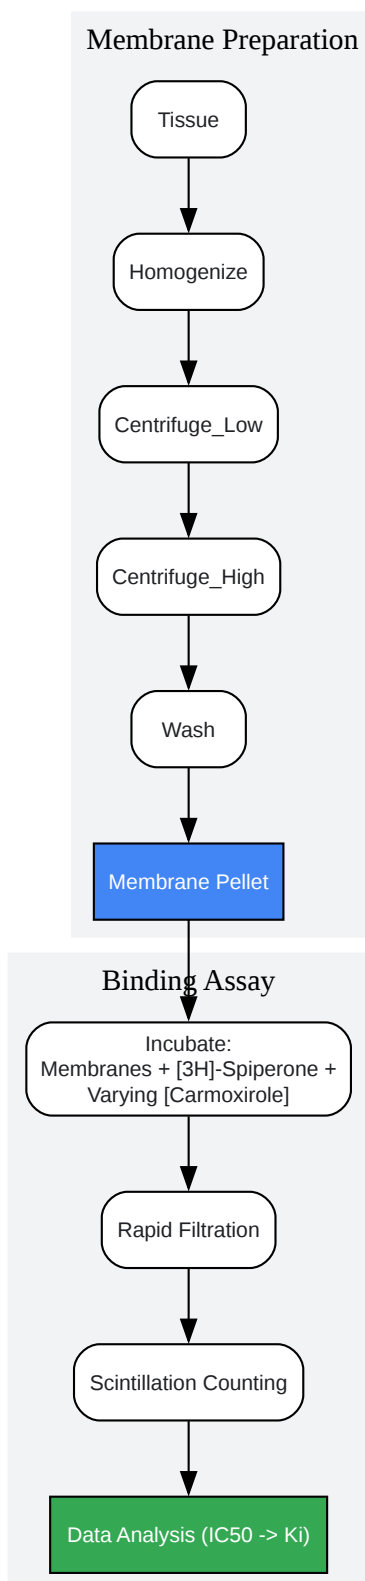 Membrane Preparation
Tissue
Homogenize
Centrifuge_Low
Centrifuge_High
Wash
Membrane Pellet
Binding Assay
Incubate:
Membranes + [3H]-Spiperone +
Varying [Carmoxirole]
Rapid Filtration
Scintillation Counting
Data Analysis (IC50 -> Ki)